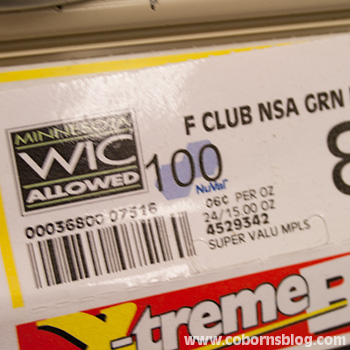 F CLUB NSA GRN
MINNESOTA
WIC
ALLOWED
100
NuVal
06¢ PER OZ
24/15.00 OZ
4529342
SUPER VALU MPLS
00036800 07516
X-treme
www.cobornsblog.com